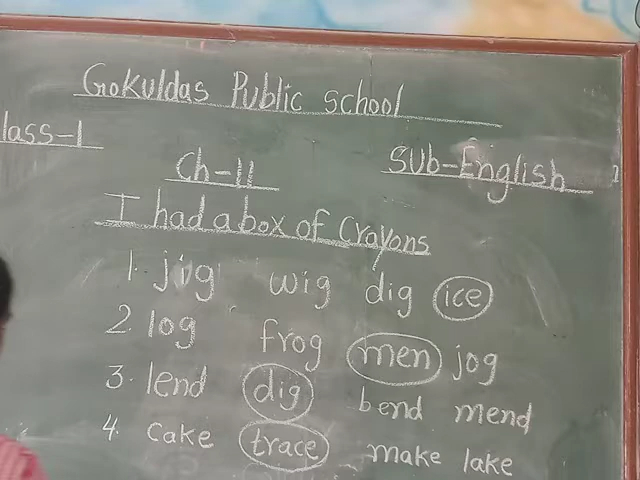 Gokuldas Public School
lass-I
Ch-11
Sub-English
I had a box of Crayons
1. jig wig dig ice
2. log frog men jog
3. lend dig bend mend
4. cake trace make lake